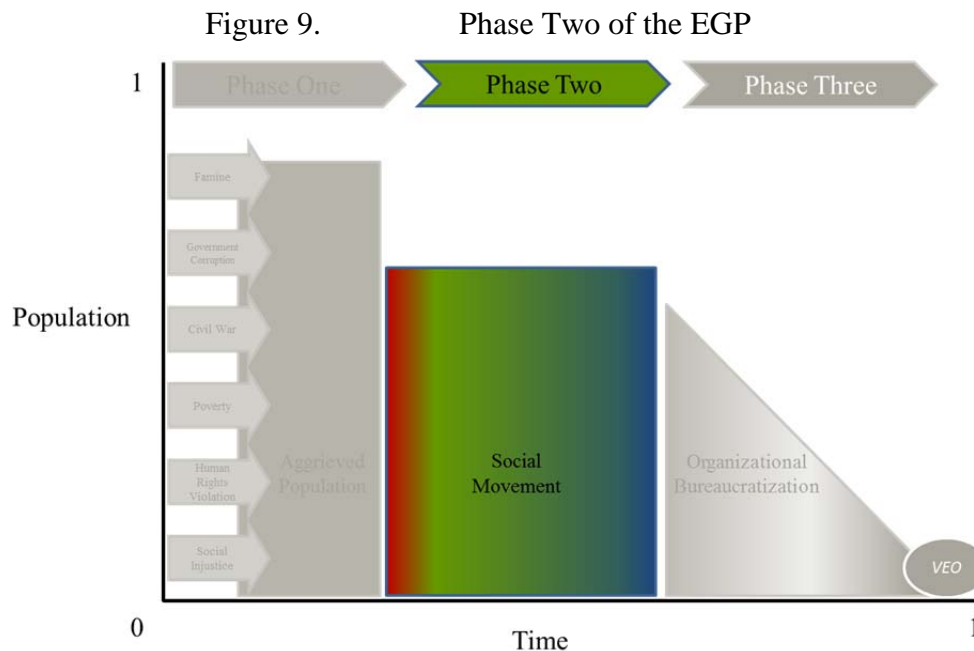 Figure 9. Phase Two of the EGP
1
Phase One
Phase Two
Phase Three
Famine
Government
Corruption
Civil War
Poverty
Human
Rights
Violation
Social
Injustice
Population
Aggrieved
Population
Social
Movement
Organizational
Bureaucratization
VEO
0
Time
1